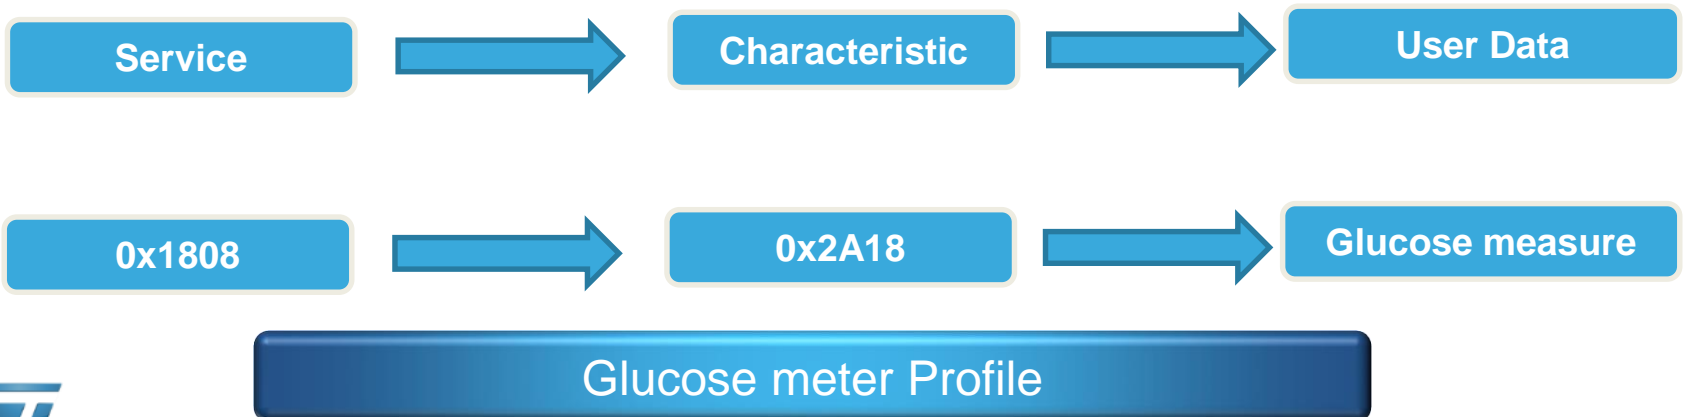 Service
Characteristic
User Data
0x1808
0x2A18
Glucose measure
Glucose meter Profile